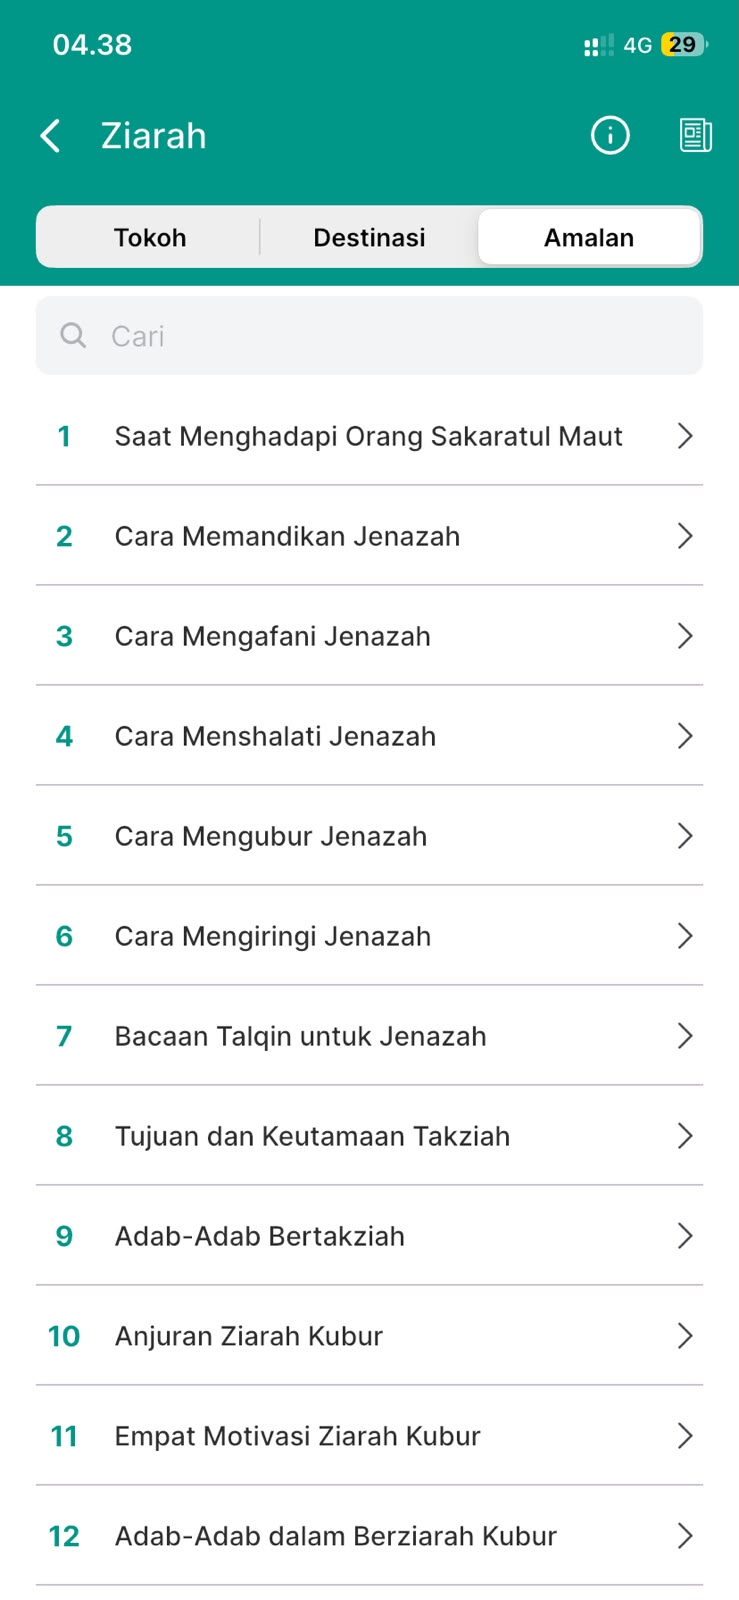 04.38
4G 29
Ziarah
Tokoh Destinasi Amalan
Cari
1 Saat Menghadapi Orang Sakaratul Maut
2 Cara Memandikan Jenazah
3 Cara Mengafani Jenazah
4 Cara Menshalati Jenazah
5 Cara Mengubur Jenazah
6 Cara Mengiringi Jenazah
7 Bacaan Talqin untuk Jenazah
8 Tujuan dan Keutamaan Takziah
9 Adab-Adab Bertakziah
10 Anjuran Ziarah Kubur
11 Empat Motivasi Ziarah Kubur
12 Adab-Adab dalam Berziarah Kubur